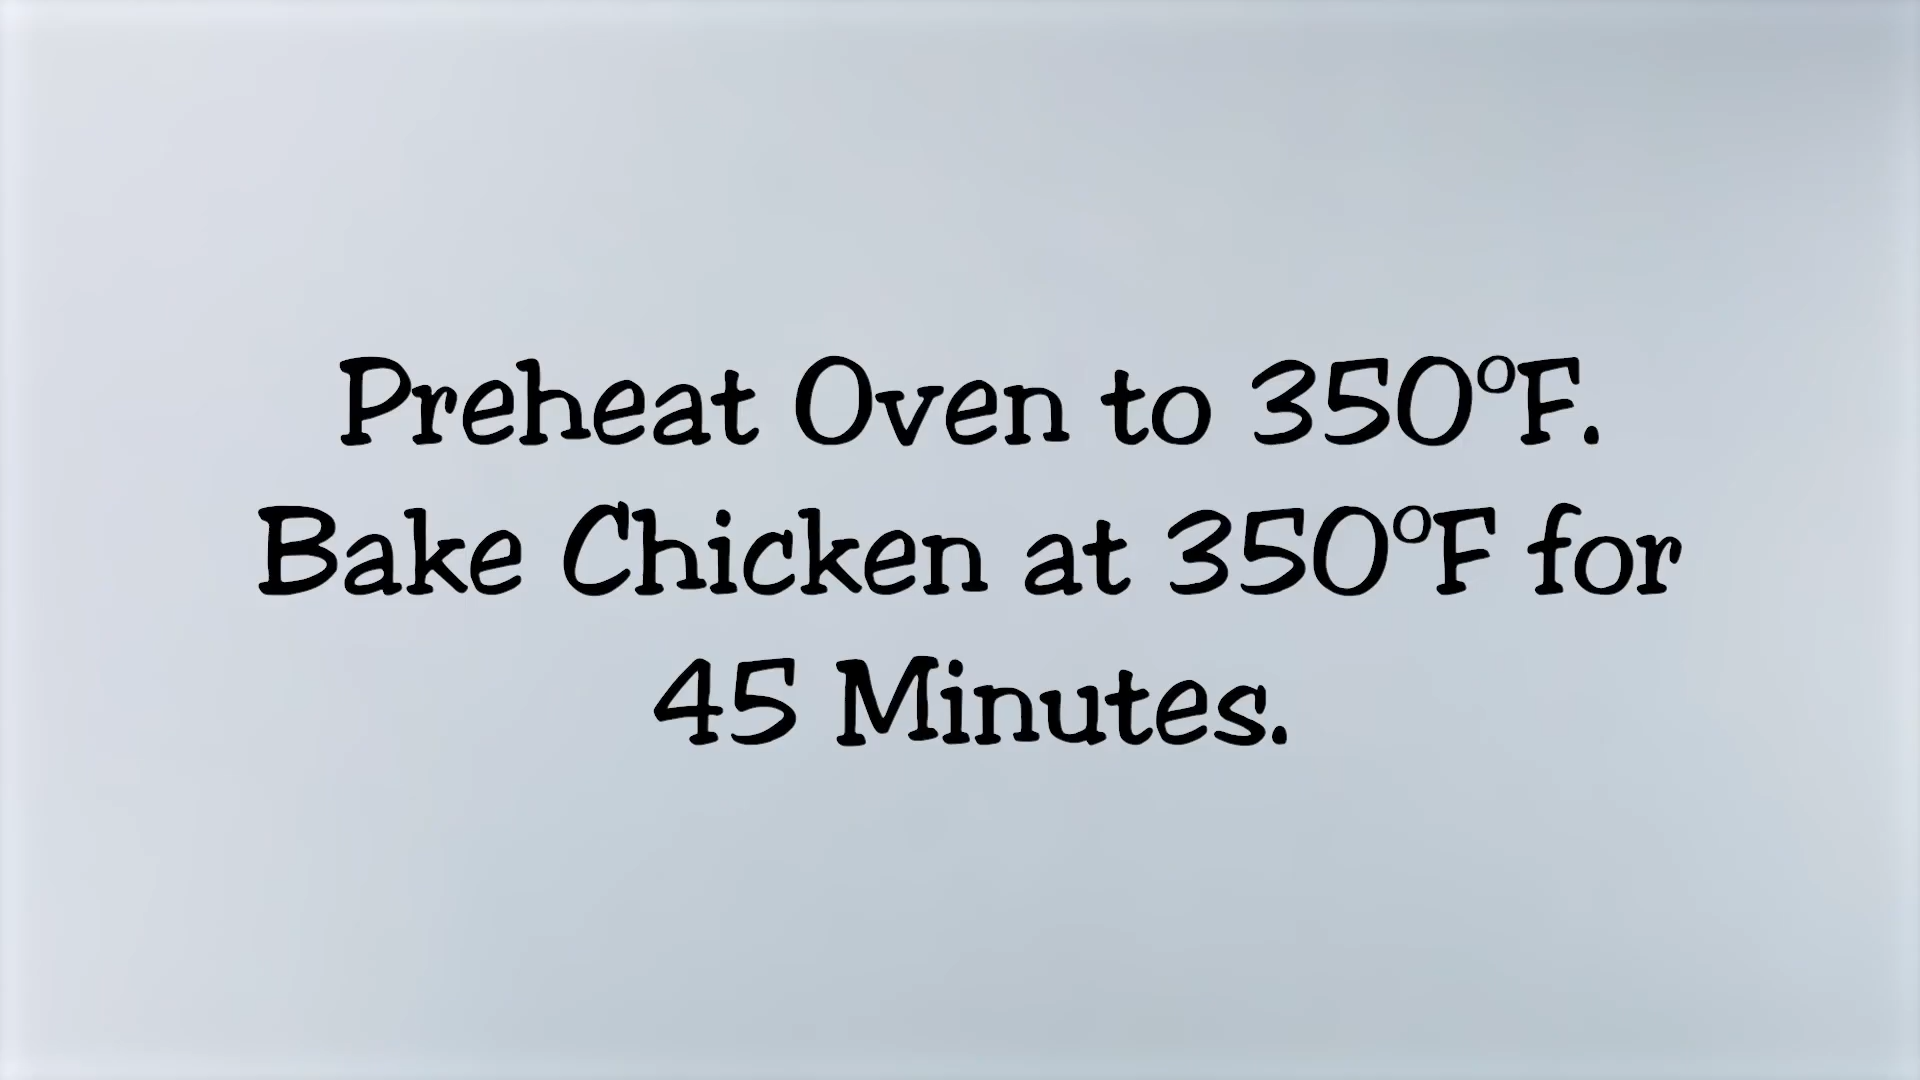 Preheat Oven to 350°F.
Bake Chicken at 350°F for
45 Minutes.